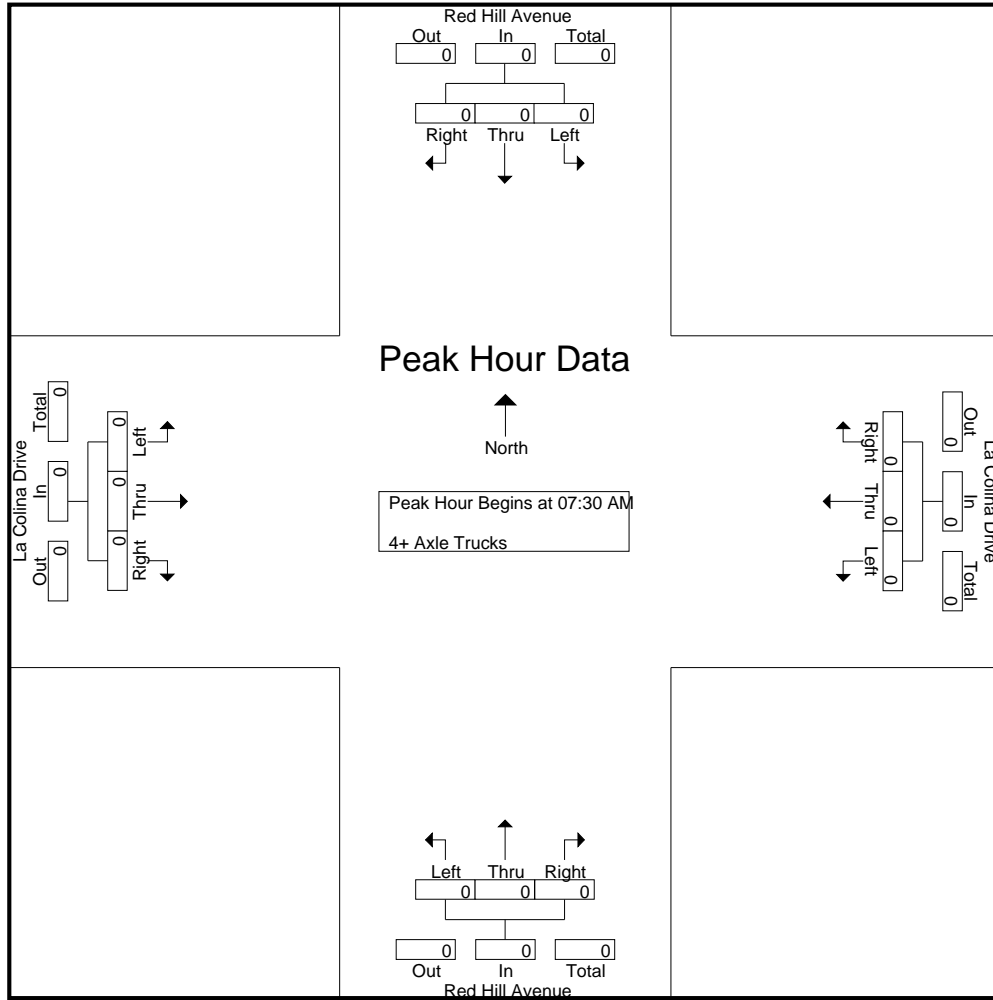 Red Hill Avenue
Out In Total
0 0 0
0 0 0
Right Thru Left
Peak Hour Data
North
Peak Hour Begins at 07:30 AM
4+ Axle Trucks
La Colina Drive
Out In Total
0 0 0
0 0 0
Right Thru Left
La Colina Drive
Total In Out
0 0 0
0 0 0
Left Thru Right
Left Thru Right
0 0 0
0 0 0
Out In Total
Red Hill Avenue